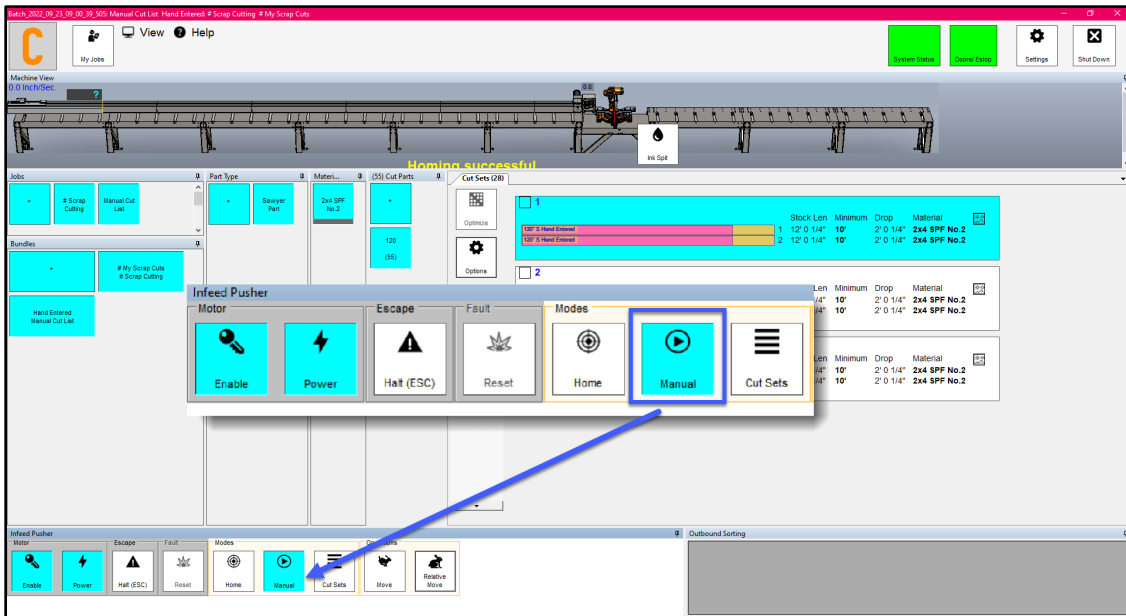 Batch_2022_09_23_09_00_39_505: Manual Cut List Hand Entered: # Scrap Cutting # My Scrap Cuts
C
My Jobs
View
Help
System Status
Doors/ Estop
Settings
Shut Down
Machine View
0.0 Inch/Sec
?
0.0
Ink Spit
Homing successful
Jobs
*
# Scrap
Cutting
Manual Cut
List
Part Type
*
Sawyer
Part
Materi...
2x4 SPF
No.2
(55) Cut Parts
*
120
(55)
Bundles
*
# My Scrap Cuts
# Scrap Cutting
Hand Entered
Manual Cut List
Cut Sets (28)
Optimize
Options
1
Stock Len Minimum Drop Material
120" S Hand Entered 1 12' 0 1/4" 10' 2' 0 1/4" 2x4 SPF No.2
120" S Hand Entered 2 12' 0 1/4" 10' 2' 0 1/4" 2x4 SPF No.2
2
Len Minimum Drop Material
/4" 10' 2' 0 1/4" 2x4 SPF No.2
/4" 10' 2' 0 1/4" 2x4 SPF No.2
Len Minimum Drop Material
/4" 10' 2' 0 1/4" 2x4 SPF No.2
/4" 10' 2' 0 1/4" 2x4 SPF No.2
Infeed Pusher
Motor
Escape
Fault
Modes
Enable
Power
Halt (ESC)
Reset
Home
Manual
Cut Sets
Infeed Pusher
Motor
Escape
Fault
Modes
Enable
Power
Halt (ESC)
Reset
Home
Manual
Cut Sets
Move
Relative
Move
Outbound Sorting